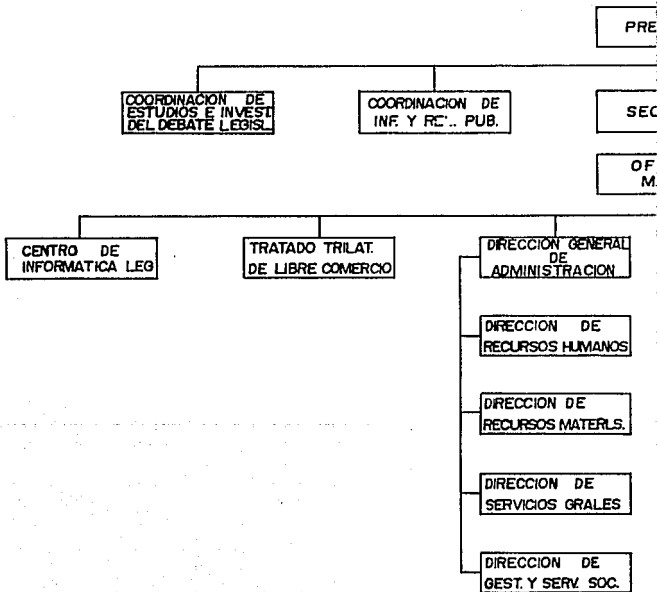 PRE
COORDINACION DE
ESTUDIOS E INVEST.
DEL DEBATE LEGISL.
COORDINACION DE
INF. Y PUB.
SEC
OF
M
CENTRO DE
INFORMATICA LEG
TRATADO TRILAT.
DE LIBRE COMERCIO
DIRECCION GENERAL
DE
ADMINISTRACION
DIRECCION DE
RECURSOS HUMANOS
DIRECCION DE
RECURSOS MATERLS.
DIRECCION DE
SERVICIOS GRALES
DIRECCION DE
GEST. Y SERV. SOC.